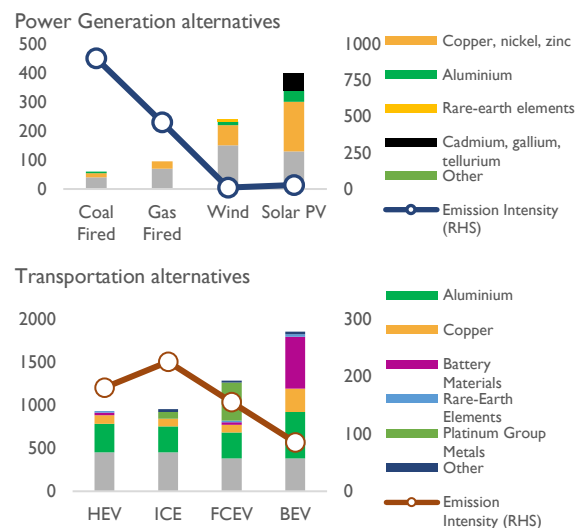 Power Generation alternatives
500
400
300
200
100
0
1000
750
500
250
0
Coal
Fired
Gas
Fired
Wind
Solar PV
Copper, nickel, zinc
Aluminium
Rare-earth elements
Cadmium, gallium,
tellurium
Other
Emission Intensity
(RHS)
Transportation alternatives
2000
1500
1000
500
0
300
200
100
0
HEV
ICE
FCEV
BEV
Aluminium
Copper
Battery
Materials
Rare-Earth
Elements
Platinum Group
Metals
Other
Emission
Intensity (RHS)